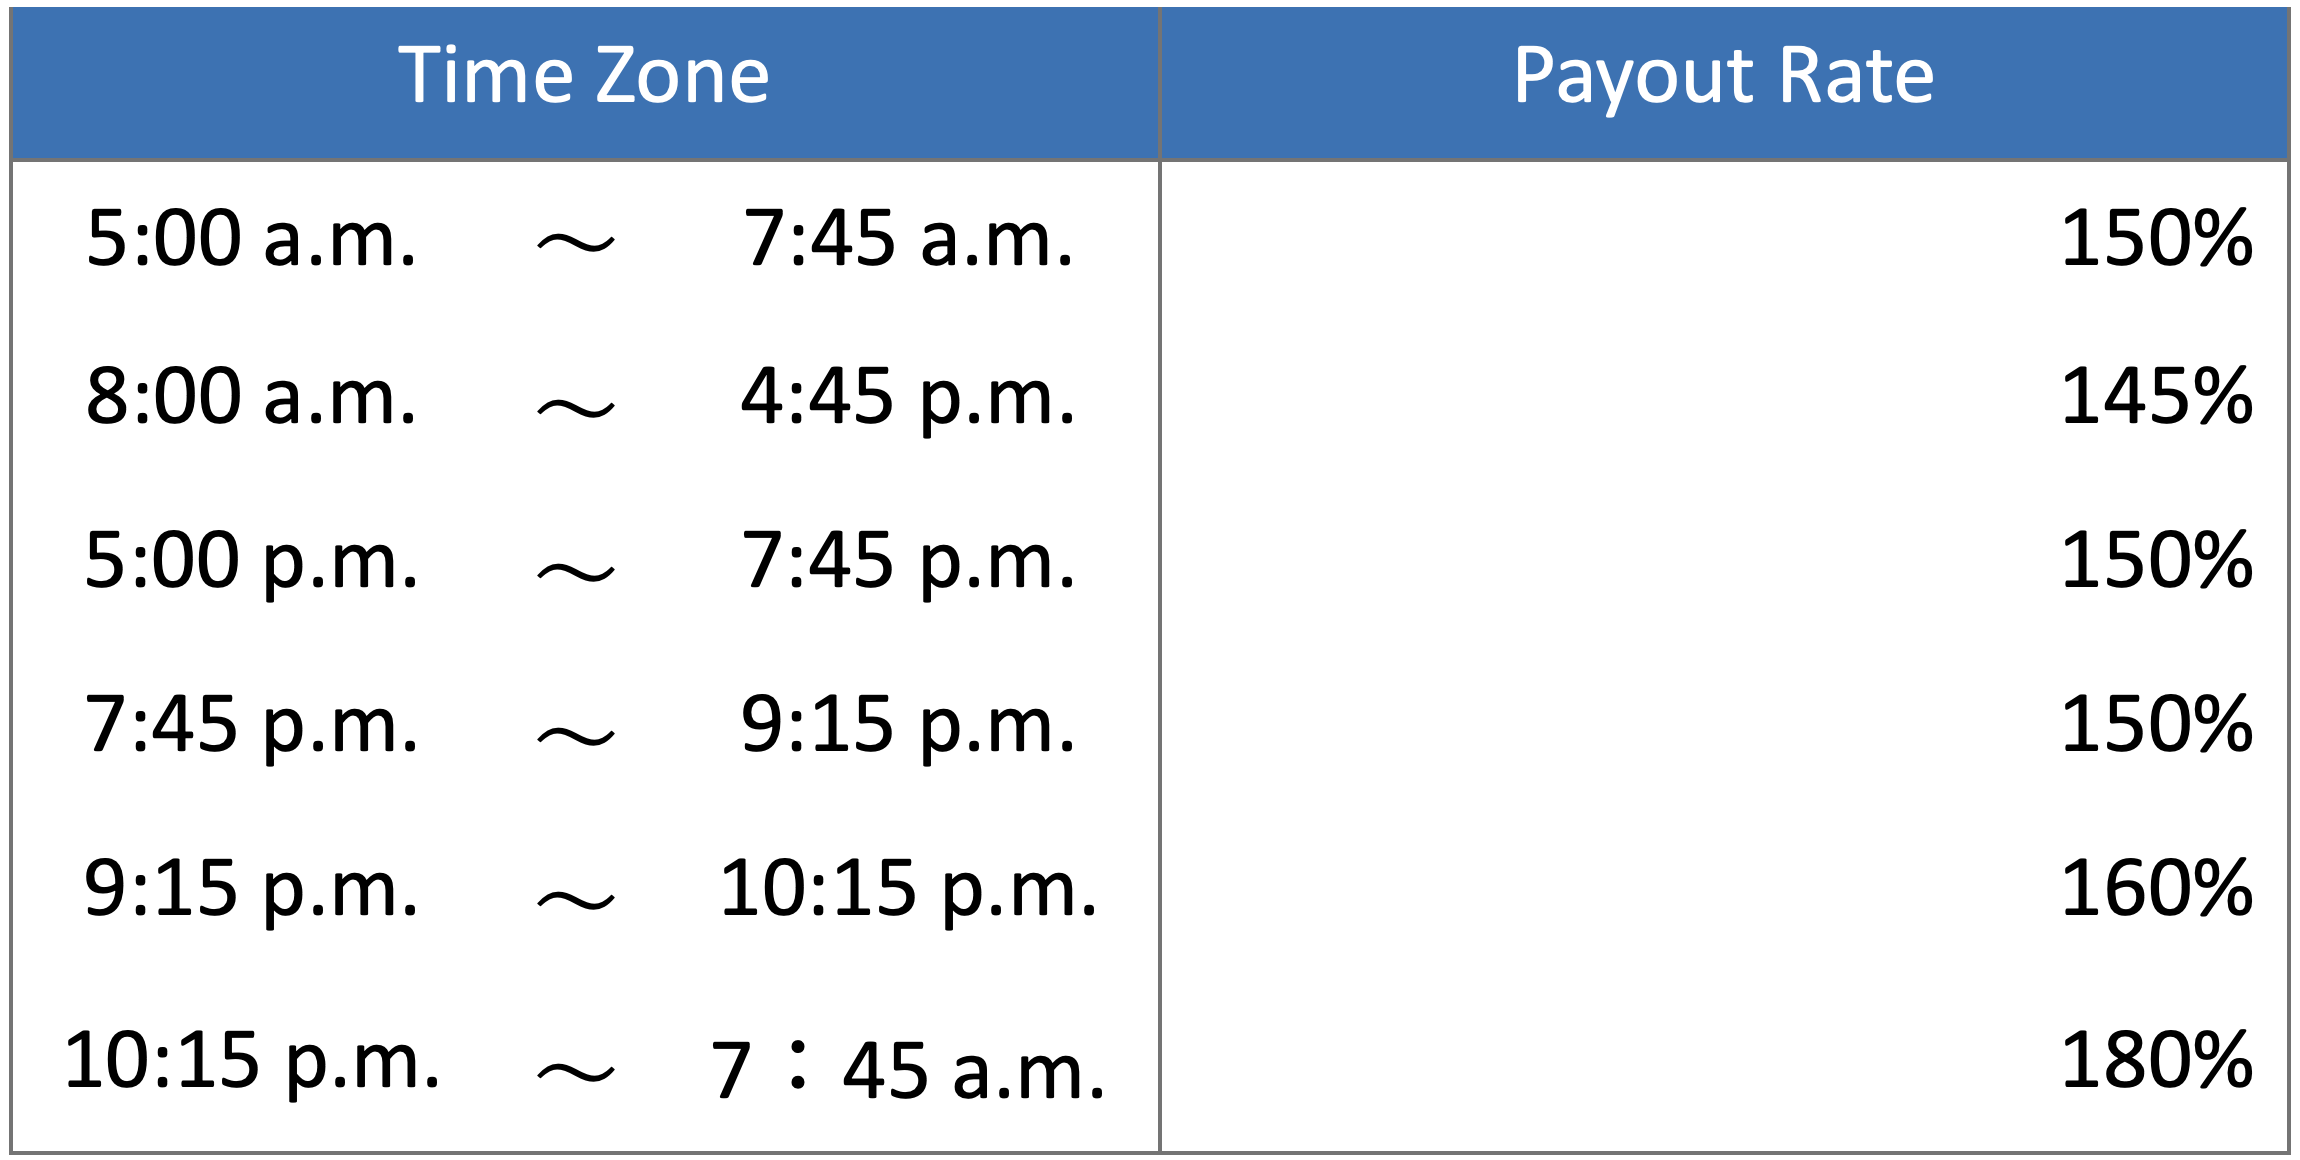 Time Zone Payout Rate
5:00 a.m. ～ 7:45 a.m. 150%
8:00 a.m. ～ 4:45 p.m. 145%
5:00 p.m. ～ 7:45 p.m. 150%
7:45 p.m. ～ 9:15 p.m. 150%
9:15 p.m. ～ 10:15 p.m. 160%
10:15 p.m. ～ 7：45 a.m. 180%